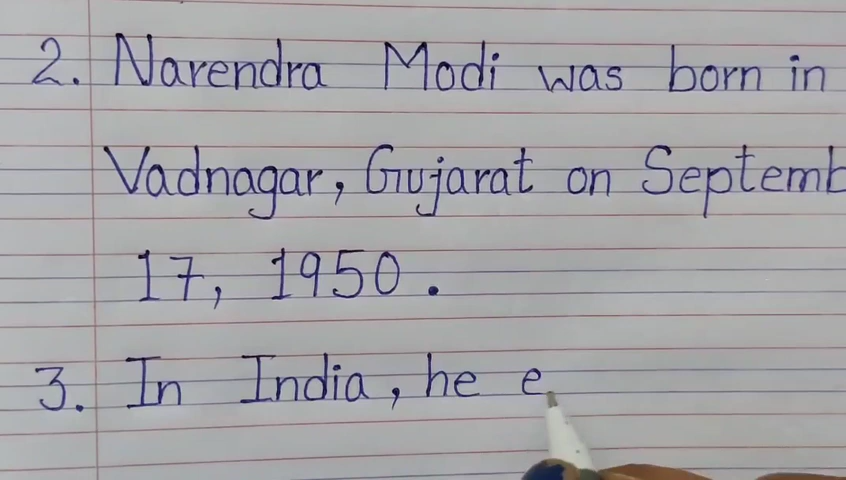 2. Narendra Modi was born in
Vadnagar, Gujarat on Septemb
17, 1950.
3. In India, he e